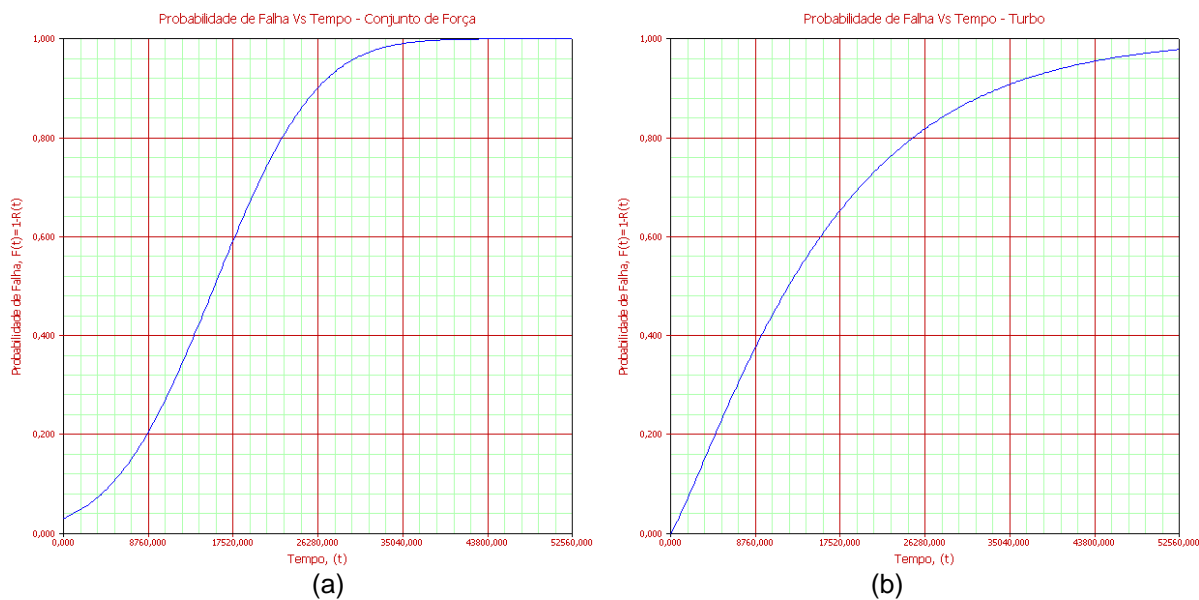 Probabilidade de Falha Vs Tempo - Conjunto de Força
Probabilidade de Falha, F(t)=1-R(t)
1,000
0,800
0,600
0,400
0,200
0,000
0,000 8760,000 17520,000 26280,000 35040,000 43800,000 52560,000
Tempo, (t)
(a)
Probabilidade de Falha Vs Tempo - Turbo
Probabilidade de Falha, F(t)=1-R(t)
1,000
0,800
0,600
0,400
0,200
0,000
0,000 8760,000 17520,000 26280,000 35040,000 43800,000 52560,000
Tempo, (t)
(b)